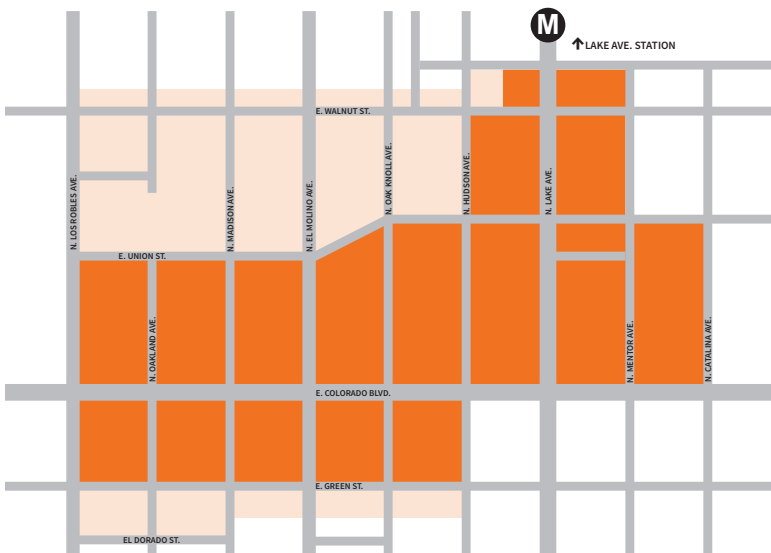 M
LAKE AVE. STATION
E. WALNUT ST.
N. LOS ROBLES AVE.
N. MADISON AVE.
N. EL MOLINO AVE.
N. OAK KNOLL AVE.
N. HUDSON AVE.
N. LAKE AVE.
E. UNION ST.
N. OAKLAND AVE.
N. MENTOR AVE.
N. CATALINA AVE.
E. COLORADO BLVD.
E. GREEN ST.
EL DORADO ST.